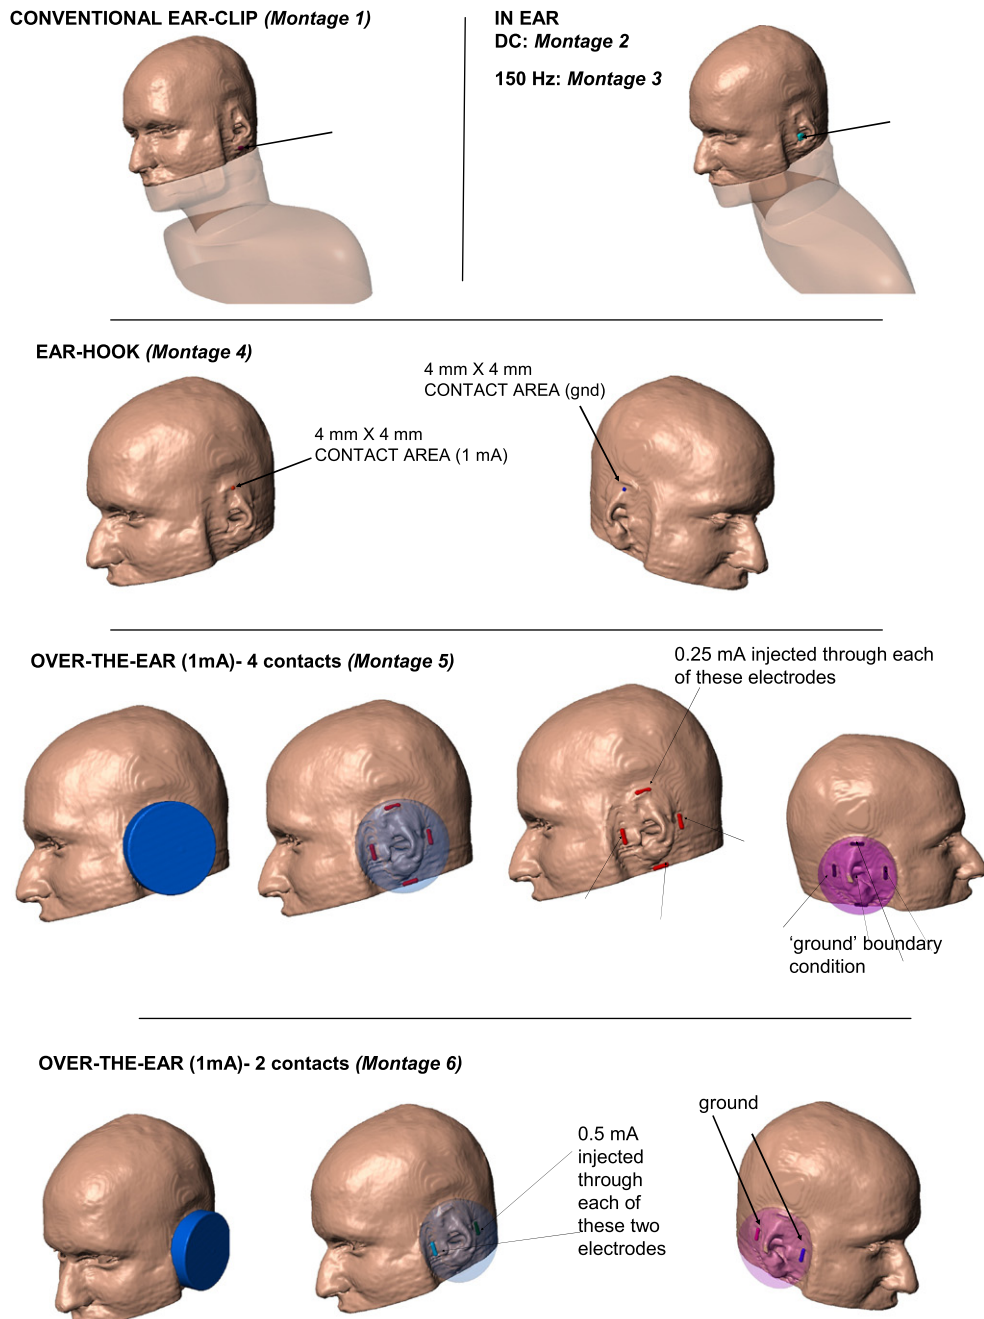 CONVENTIONAL EAR-CLIP (Montage 1)
IN EAR
DC: Montage 2
150 Hz: Montage 3
EAR-HOOK (Montage 4)
4 mm X 4 mm
CONTACT AREA (1 mA)
4 mm X 4 mm
CONTACT AREA (gnd)
OVER-THE-EAR (1mA)- 4 contacts (Montage 5)
0.25 mA injected through each
of these electrodes
‘ground’ boundary
condition
OVER-THE-EAR (1mA)- 2 contacts (Montage 6)
0.5 mA
injected
through
each of
these two
electrodes
ground